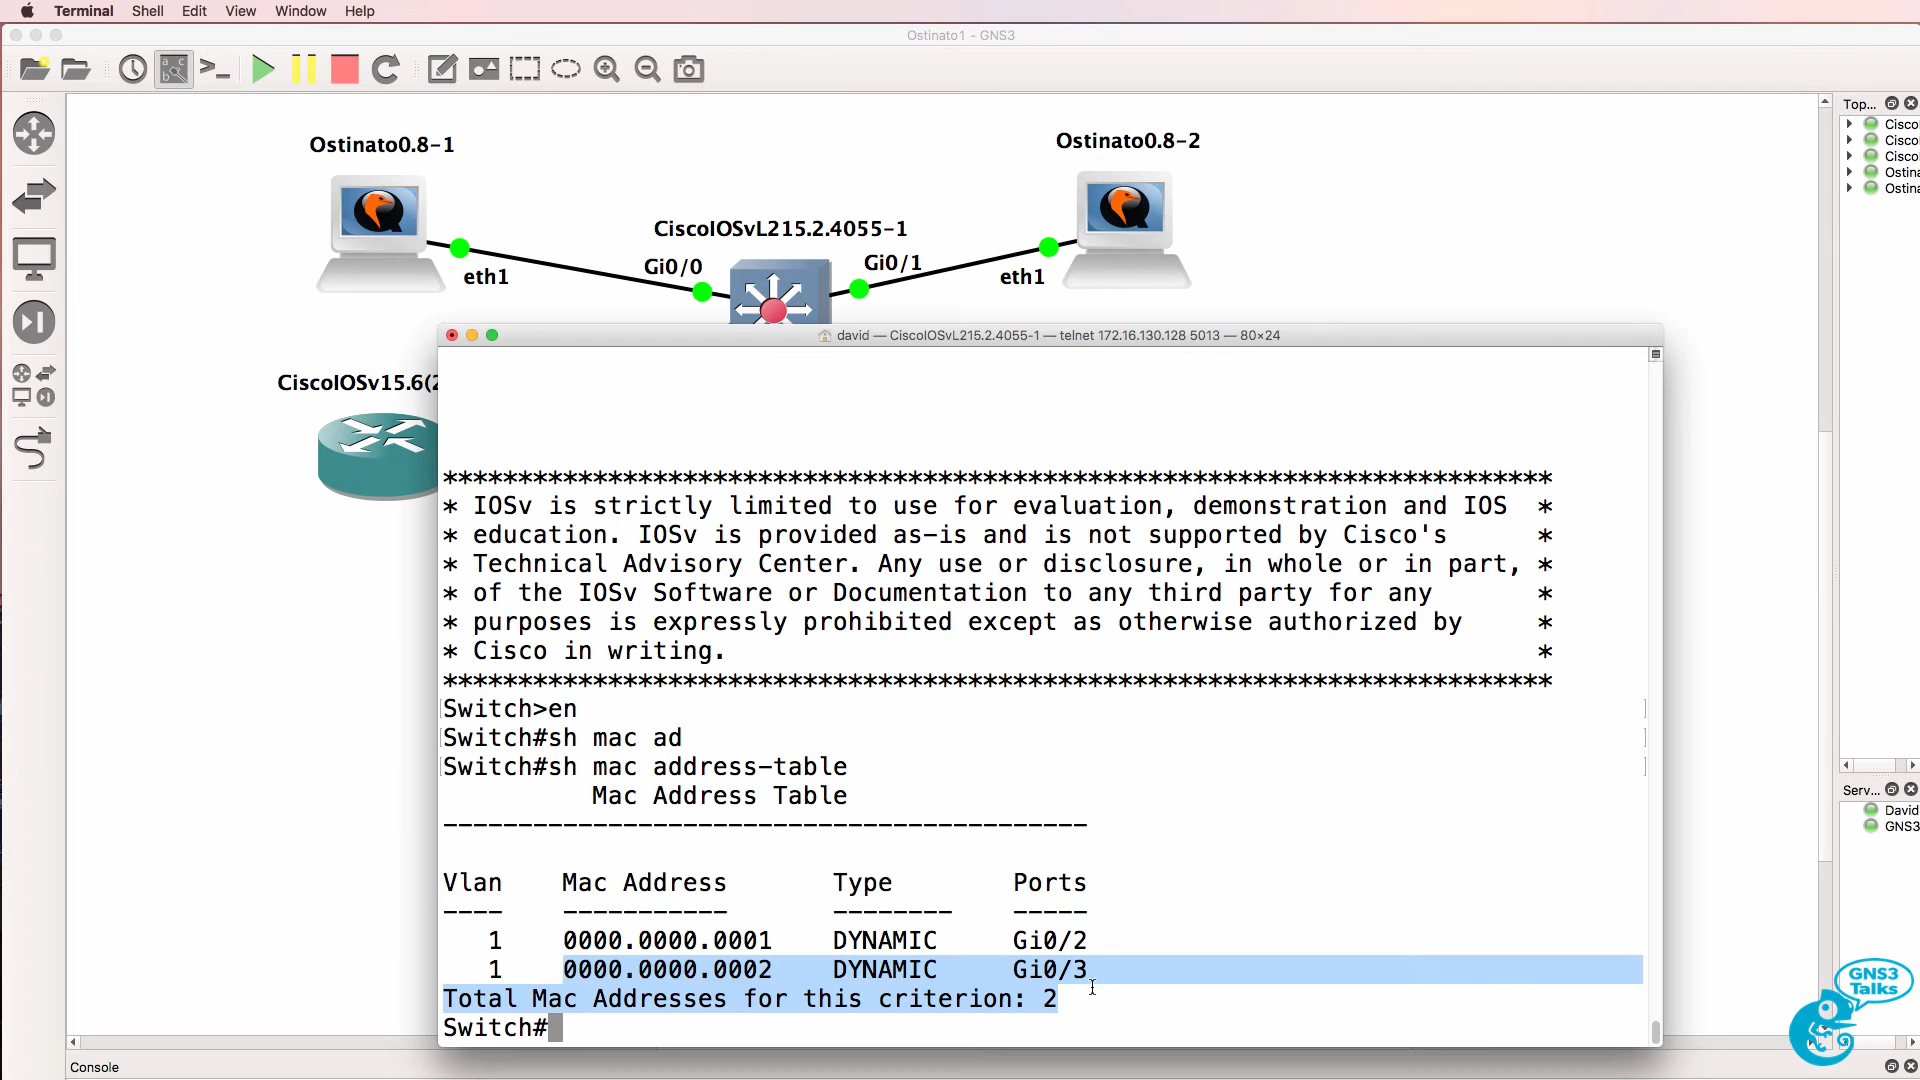 Terminal Shell Edit View Window Help
Ostinato1 - GNS3
Top...
Cisco
Cisco
Cisco
Ostina
Ostina
Ostinato0.8-1
Ostinato0.8-2
CiscoIOSvL215.2.4055-1
Gi0/0
Gi0/1
eth1
eth1
CiscoIOSv15.6(2
david — CiscoIOSvL215.2.4055-1 — telnet 172.16.130.128 5013 — 80×24
********************************************************************************
* IOSv is strictly limited to use for evaluation, demonstration and IOS *
* education. IOSv is provided as-is and is not supported by Cisco's *
* Technical Advisory Center. Any use or disclosure, in whole or in part, *
* of the IOSv Software or Documentation to any third party for any *
* purposes is expressly prohibited except as otherwise authorized by *
* Cisco in writing. *
********************************************************************************
Switch>en
Switch#sh mac ad
Switch#sh mac address-table
Mac Address Table
-------------------------------------------
Vlan Mac Address Type Ports
---- ----------- -------- -----
1 0000.0000.0001 DYNAMIC Gi0/2
1 0000.0000.0002 DYNAMIC Gi0/3
Total Mac Addresses for this criterion: 2
Switch#
Serv...
David
GNS3
GNS3
Talks
Console